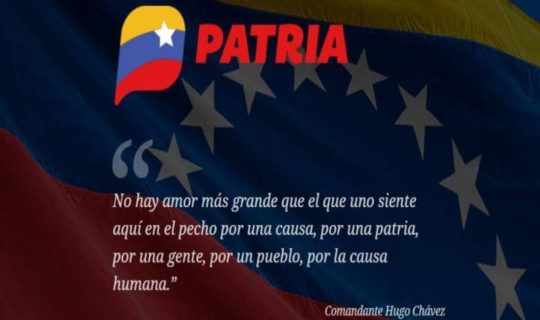 PATRIA
“
No hay amor más grande que el que uno siente
aquí en el pecho por una causa, por una patria,
por una gente, por un pueblo, por la causa
humana.”
Comandante Hugo Chávez